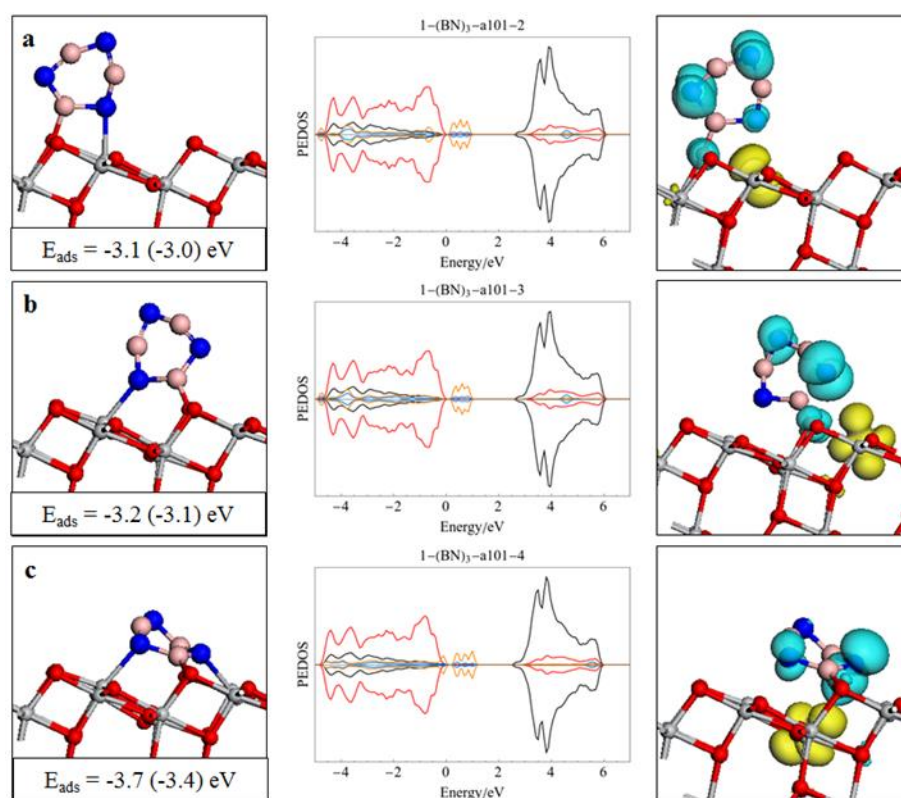 a
E_ads = -3.1 (-3.0) eV
1-(BN)₃-a101-2
PEDOS
-4 -2 0 2 4 6
Energy/eV
b
E_ads = -3.2 (-3.1) eV
1-(BN)₃-a101-3
PEDOS
-4 -2 0 2 4 6
Energy/eV
c
E_ads = -3.7 (-3.4) eV
1-(BN)₃-a101-4
PEDOS
-4 -2 0 2 4 6
Energy/eV